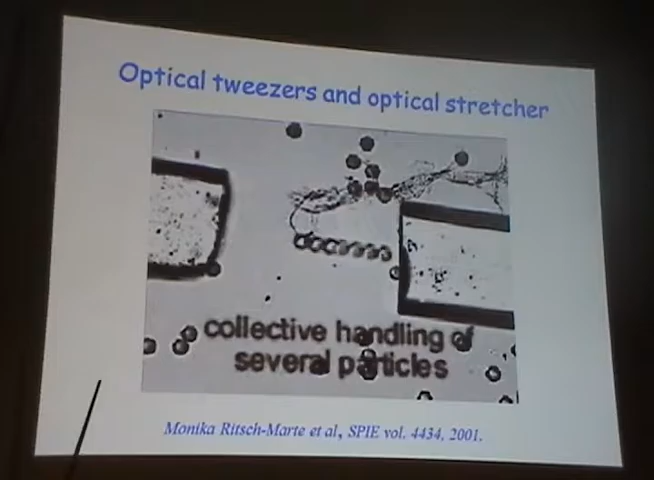 Optical tweezers and optical stretcher
collective handling of
several particles
Monika Ritsch-Marte et al, SPIE vol. 4434, 2001.